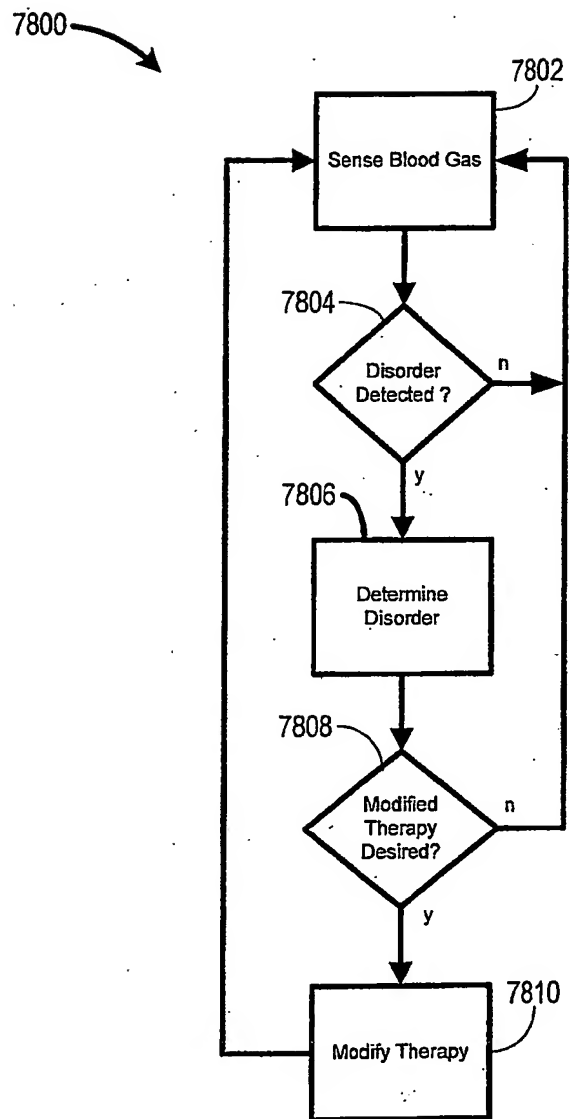 7800
7802
Sense Blood Gas
7804
Disorder
Detected ?
n
y
7806
Determine
Disorder
7808
Modified
Therapy
Desired?
n
y
7810
Modify Therapy